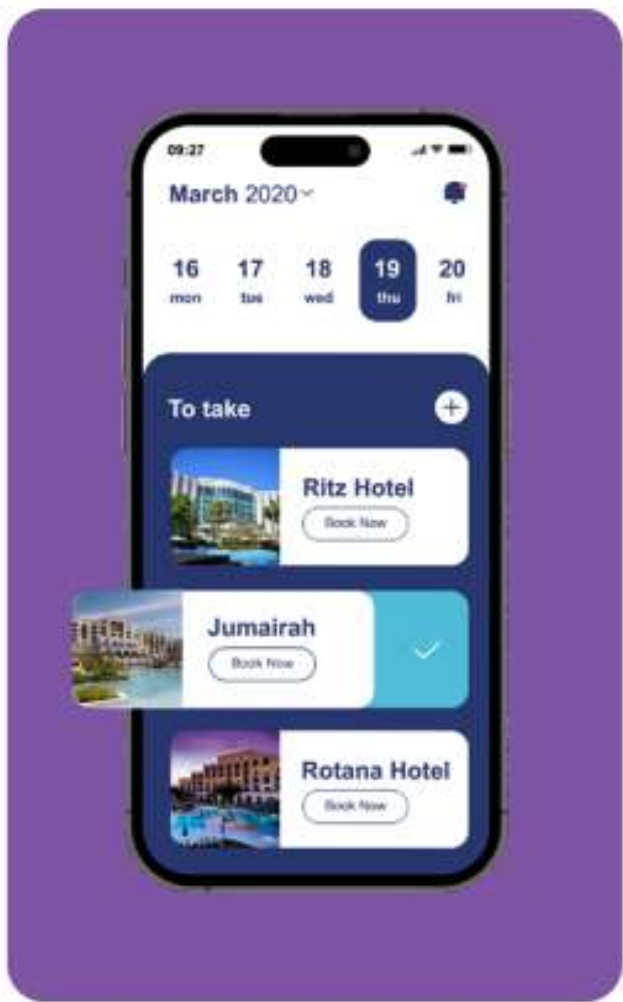 09:27
March 2020
16 17 18 19 20
mon tue wed thu fri
To take
Ritz Hotel
Book Now
Jumairah
Book Now
Rotana Hotel
Book Now